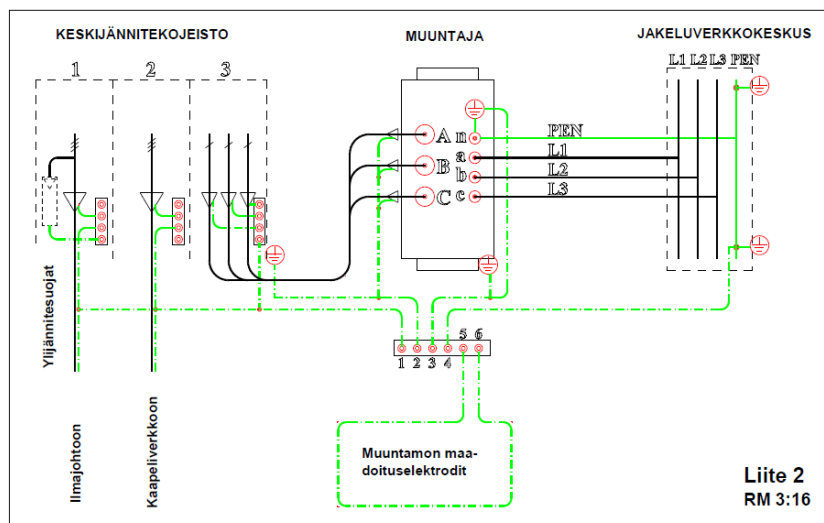 KESKIJÄNNITEKOJEISTO
MUUNTAJA
JAKELUVERKKOKESKUS
1 2 3
L1 L2 L3 PEN
A n
a
B b
C c
PEN
L1
L2
L3
Ylijännitesuojat
5 6
1 2 3 4
Ilmajohtoon
Kaapeliverkkoon
Muuntamon maa-
doituselektrodit
Liite 2
RM 3:16